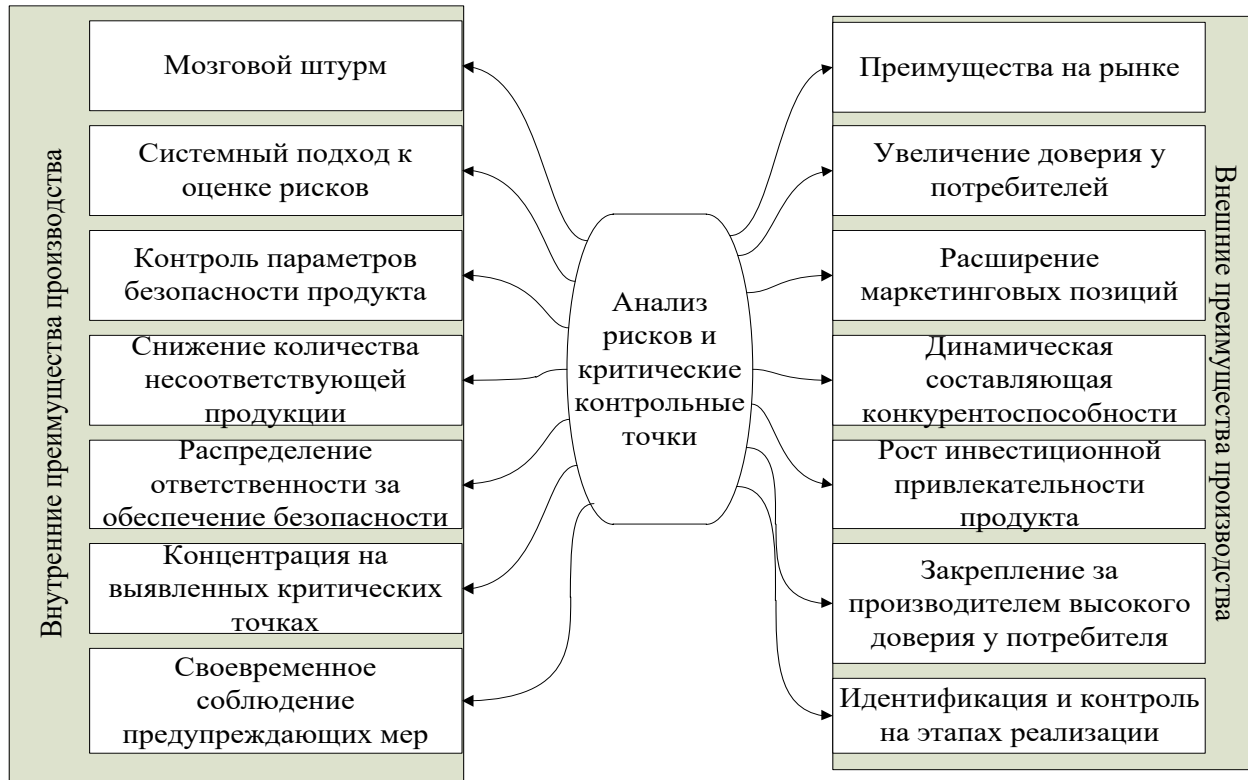 Внутренние преимущества производства
Мозговой штурм
Системный подход к
оценке рисков
Контроль параметров
безопасности продукта
Снижение количества
несоответствующей
продукции
Распределение
ответственности за
обеспечение безопасности
Концентрация на
выявленных критических
точках
Своевременное
соблюдение
предупреждающих мер
Анализ
рисков и
критические
контрольные
точки
Преимущества на рынке
Увеличение доверия у
потребителей
Расширение
маркетинговых позиций
Динамическая
составляющая
конкурентоспособности
Рост инвестиционной
привлекательности
продукта
Закрепление за
производителем высокого
доверия у потребителя
Идентификация и контроль
на этапах реализации
Внешние преимущества производства